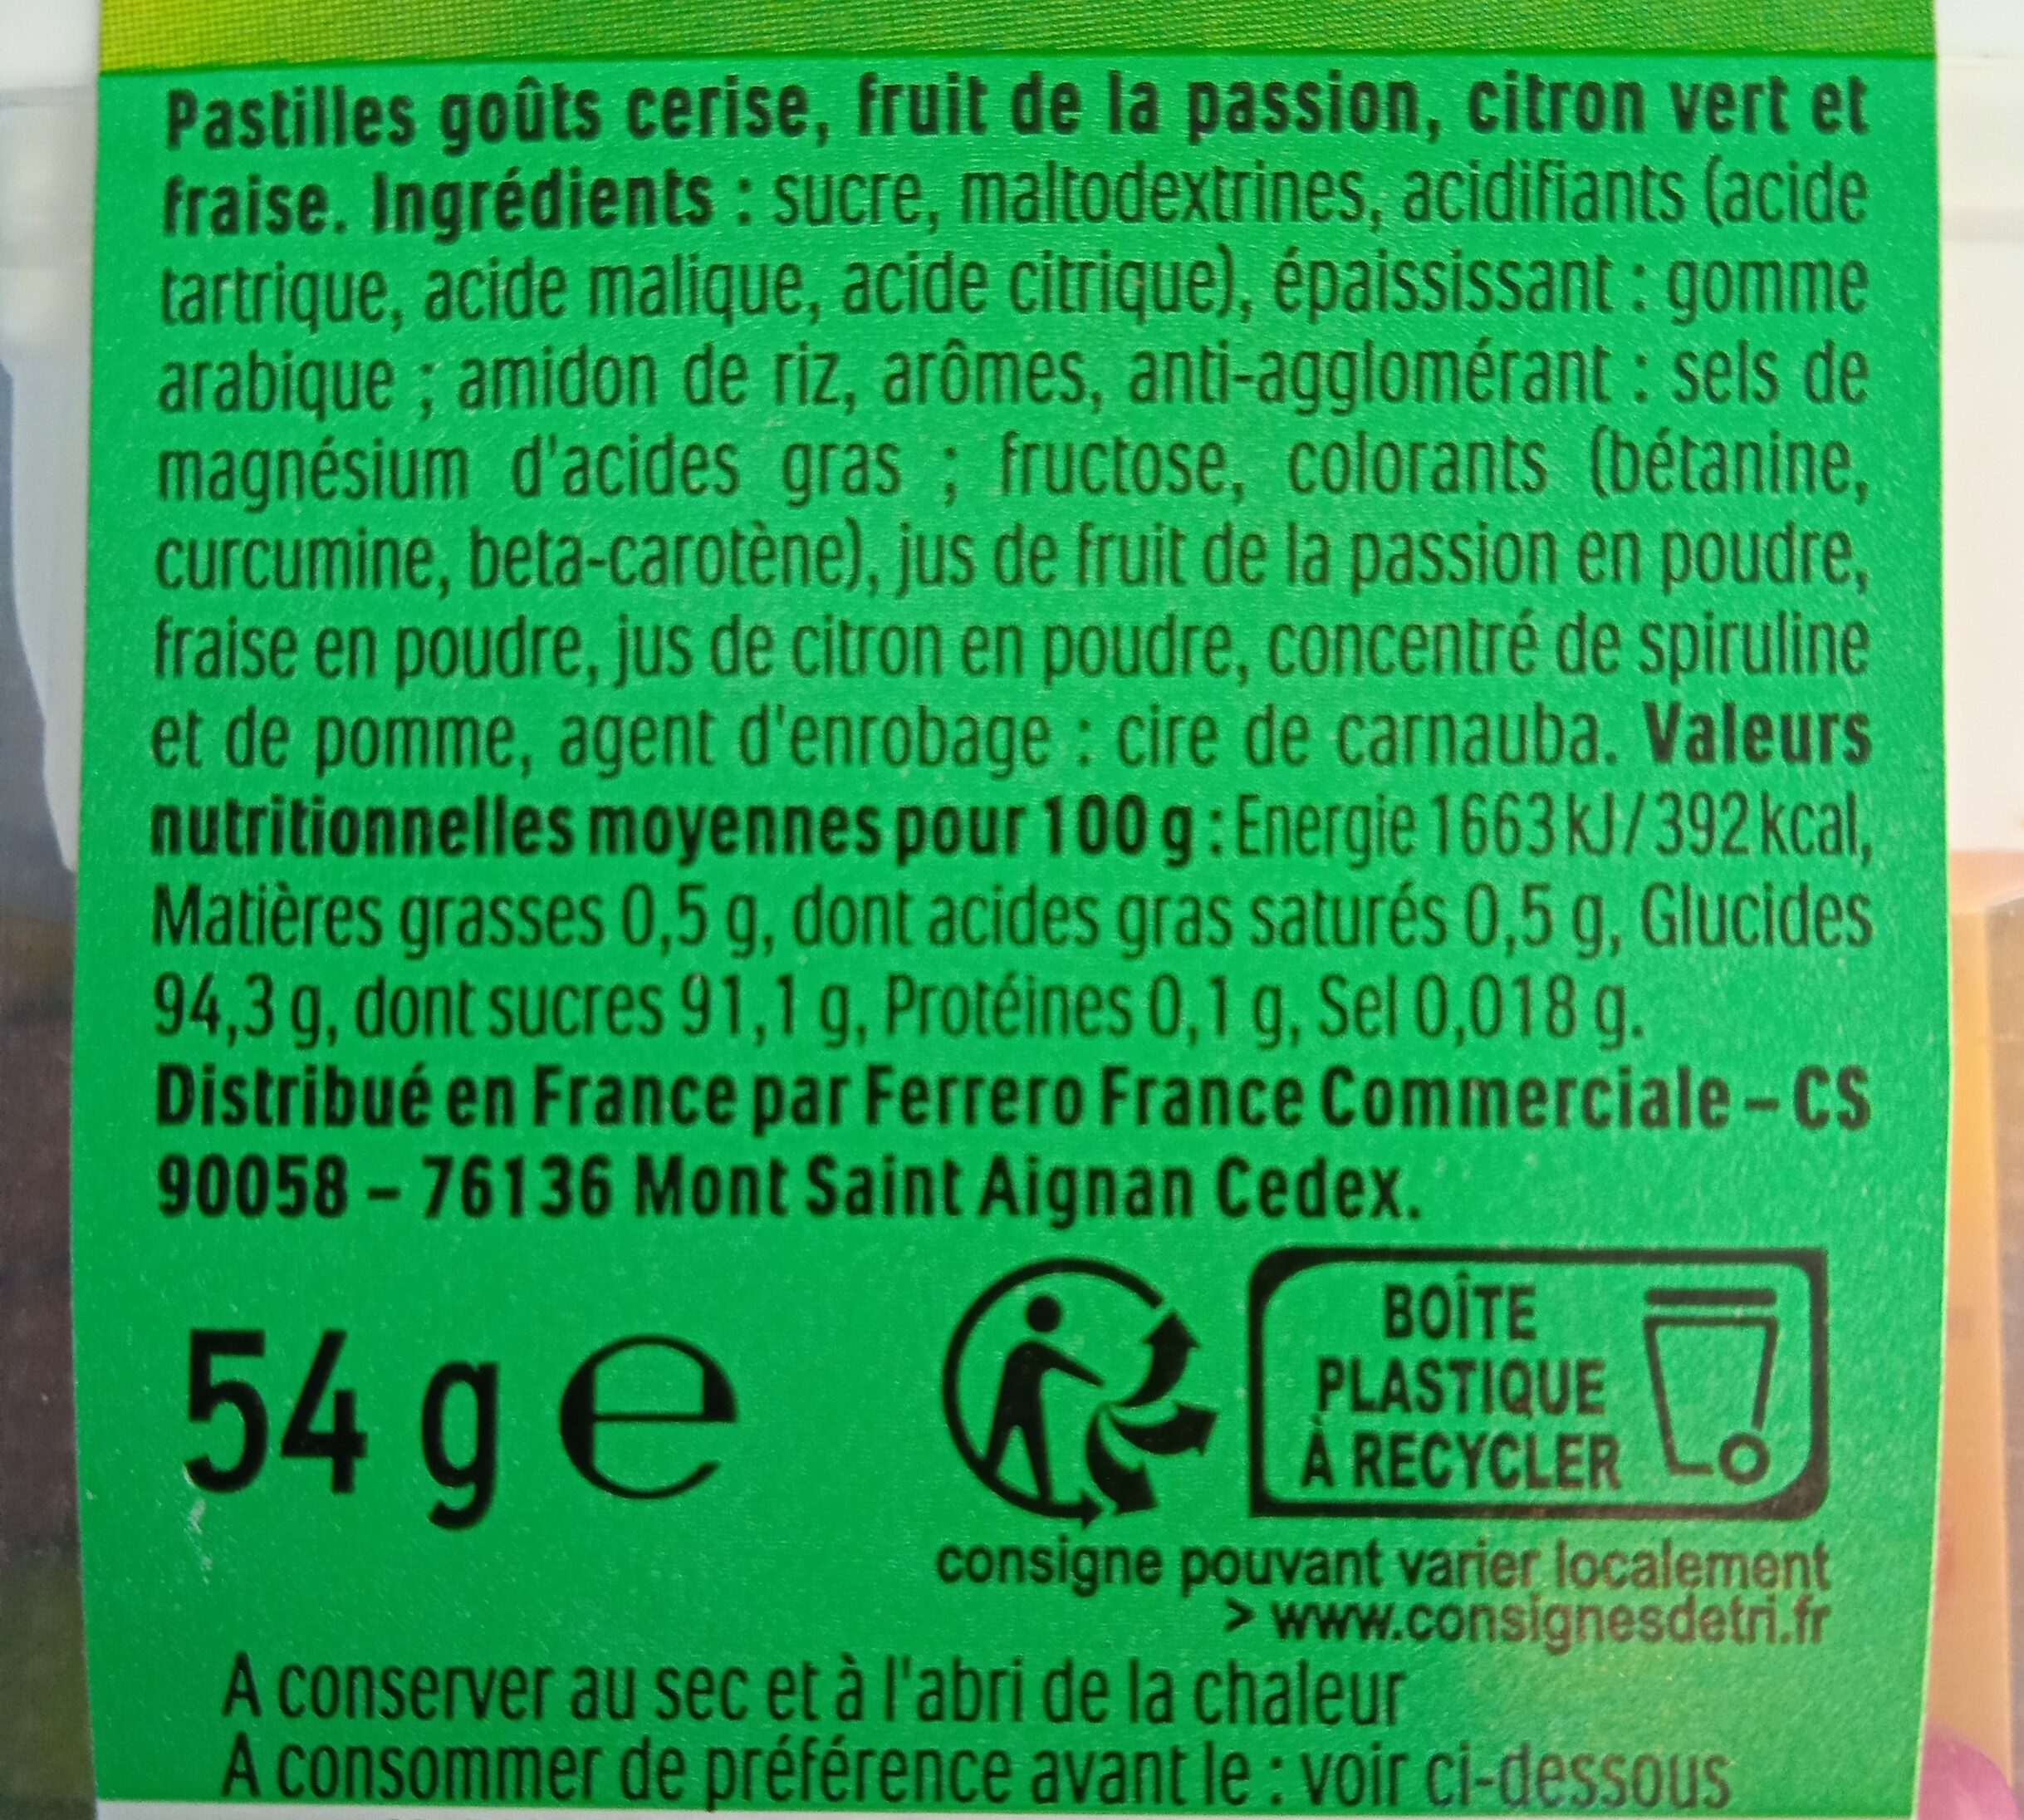 Pastilles goûts cerise, fruit de la passion, citron vert et
fraise. Ingrédients : sucre, maltodextrines, acidifiants (acide
tartrique, acide malique, acide citrique), épaississant : gomme
arabique ; amidon de riz, arômes, anti-agglomérant : sels de
magnésium d'acides gras ; fructose, colorants (bétanine,
curcumine, beta-carotène), jus de fruit de la passion en poudre,
fraise en poudre, jus de citron en poudre, concentré de spiruline
et de pomme, agent d'enrobage : cire de carnauba. Valeurs
nutritionnelles moyennes pour 100 g : Energie 1663 kJ/392 kcal,
Matières grasses 0,5 g, dont acides gras saturés 0,5 g, Glucides
94,3 g, dont sucres 91,1 g, Protéines 0,1 g, Sel 0,018 g.
Distribué en France par Ferrero France Commerciale – CS
90058 – 76136 Mont Saint Aignan Cedex.
54 g e
BOÎTE
PLASTIQUE
À RECYCLER
consigne pouvant varier localement
> www.consignesdetri.fr
A conserver au sec et à l'abri de la chaleur
A consommer de préférence avant le : voir ci-dessous